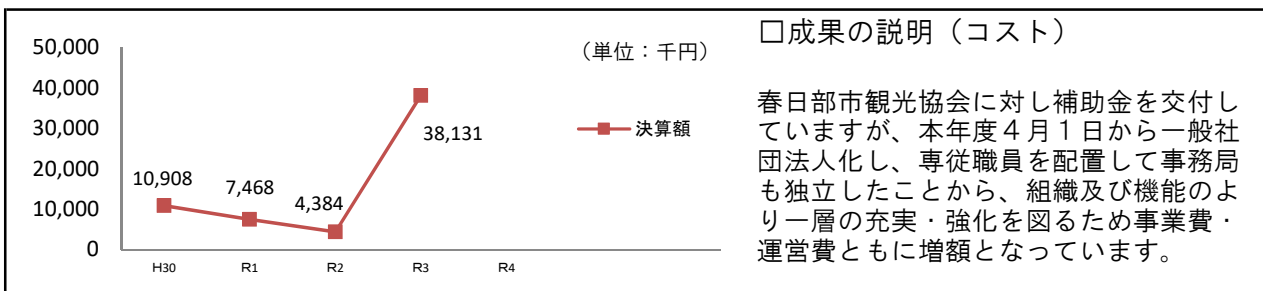 50,000
40,000
30,000
20,000
10,000
0
（単位：千円）
10,908
7,468
4,384
38,131
決算額
H30
R1
R2
R3
R4
□成果の説明（コスト）
春日部市観光協会に対し補助金を交付し
ていますが、本年度４月１日から一般社
団法人化し、専従職員を配置して事務局
も独立したことから、組織及び機能のよ
り一層の充実・強化を図るため事業費・
運営費ともに増額となっています。